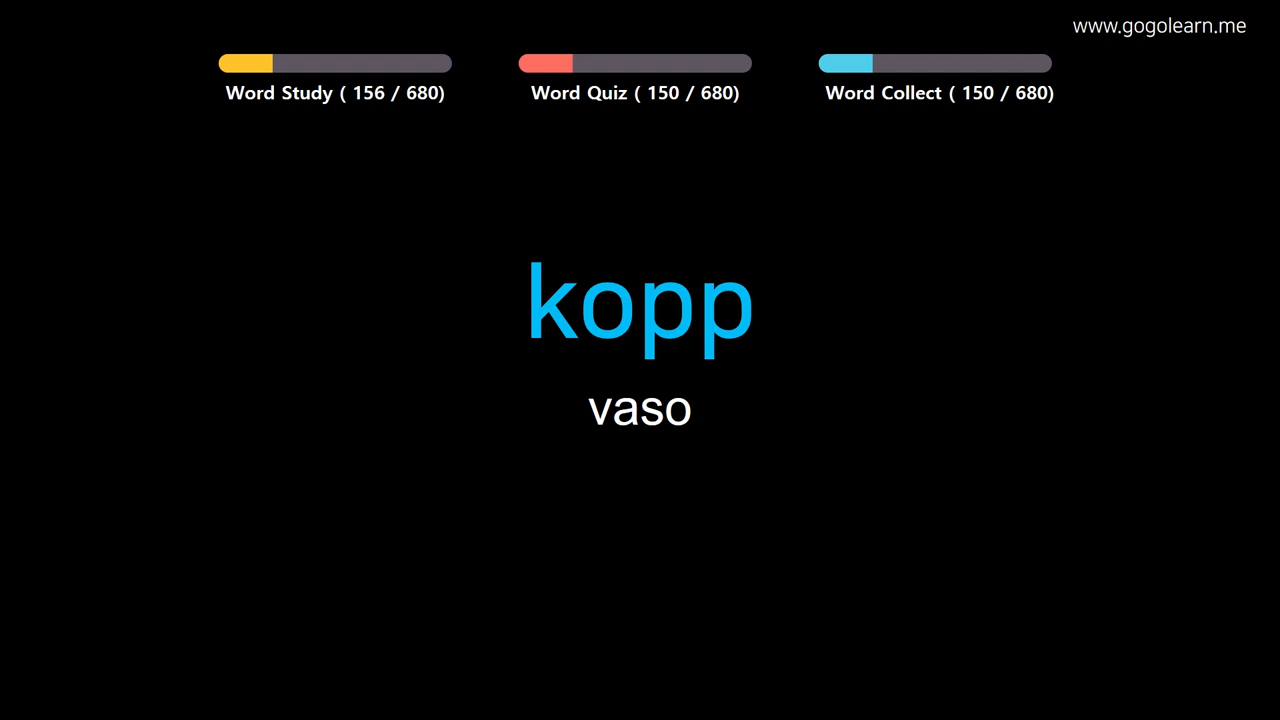 www.gogolearn.me
Word Study ( 156 / 680)
Word Quiz ( 150 / 680)
Word Collect ( 150 / 680)
kopp
vaso